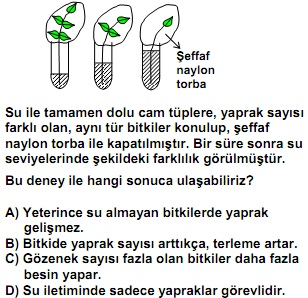 Şeffaf
naylon
torba
Su ile tamamen dolu cam tüplere, yaprak sayısı
farklı olan, aynı tür bitkiler konulup, şeffaf
naylon torba ile kapatılmıştır. Bir süre sonra su
seviyelerinde şekildeki farklılık görülmüştür.
Bu deney ile hangi sonuca ulaşabiliriz?
A) Yeterince su almayan bitkilerde yaprak
gelişmez.
B) Bitkide yaprak sayısı arttıkça, terleme artar.
C) Gözenek sayısı fazla olan bitkiler daha fazla
besin yapar.
D) Su iletiminde sadece yapraklar görevlidir.